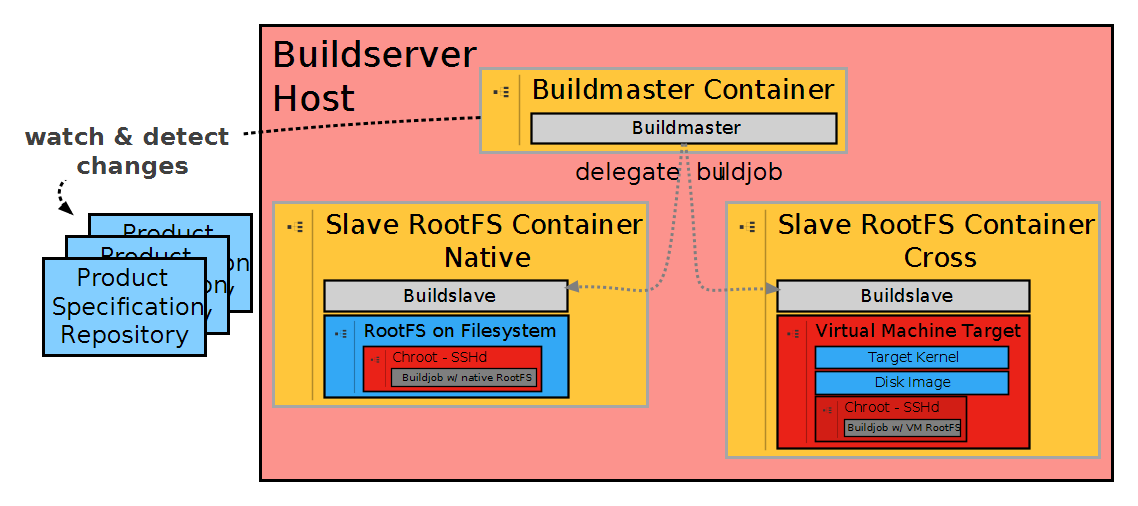 Buildserver
Host
Buildmaster Container
Buildmaster
watch & detect
changes
delegate buildjob
Product
Product
Product
Specification
Repository
Slave RootFS Container
Native
Buildslave
RootFS on Filesystem
Chroot - SSHd
Buildjob w/ native RootFS
Slave RootFS Container
Cross
Buildslave
Virtual Machine Target
Target Kernel
Disk Image
Chroot - SSHd
Buildjob w/ VM RootFS